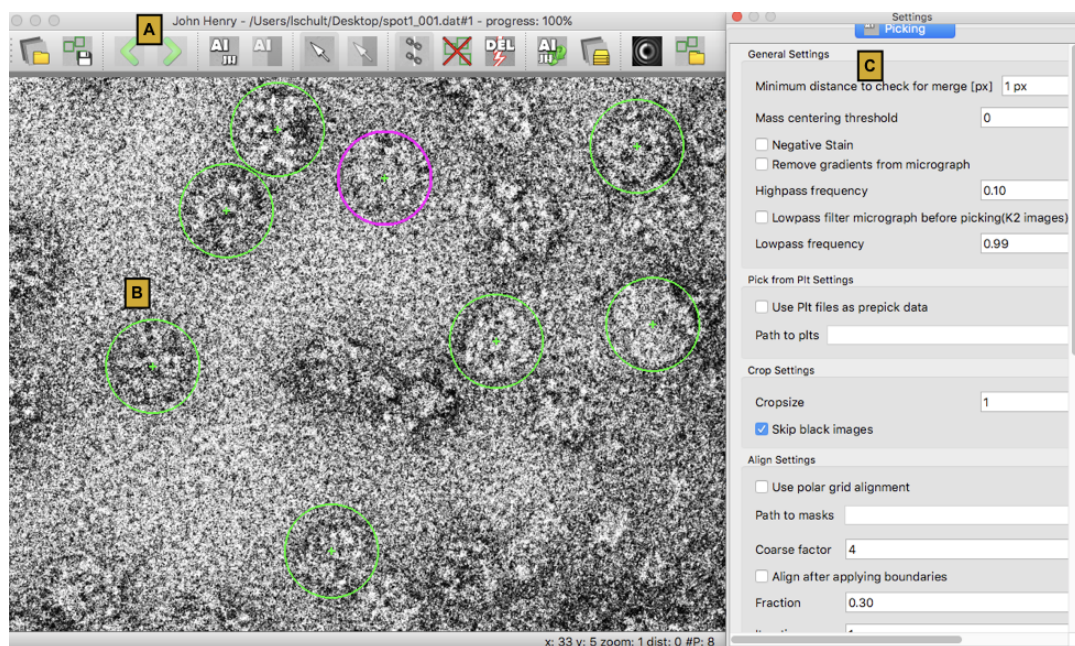 John Henry - /Users/lschult/Desktop/spot1_001.dat#1 - progress: 100%
A
AI
AI
DEL
AI
B
x: 33 y: 5 zoom: 1 dist: 0 #P: 8
Settings
Picking
C
General Settings
Minimum distance to check for merge [px] 1 px
Mass centering threshold 0
Negative Stain
Remove gradients from micrograph
Highpass frequency 0.10
Lowpass filter micrograph before picking(K2 images)
Lowpass frequency 0.99
Pick from Plt Settings
Use Plt files as prepick data
Path to plts
Crop Settings
Cropsize 1
Skip black images
Align Settings
Use polar grid alignment
Path to masks
Coarse factor 4
Align after applying boundaries
Fraction 0.30